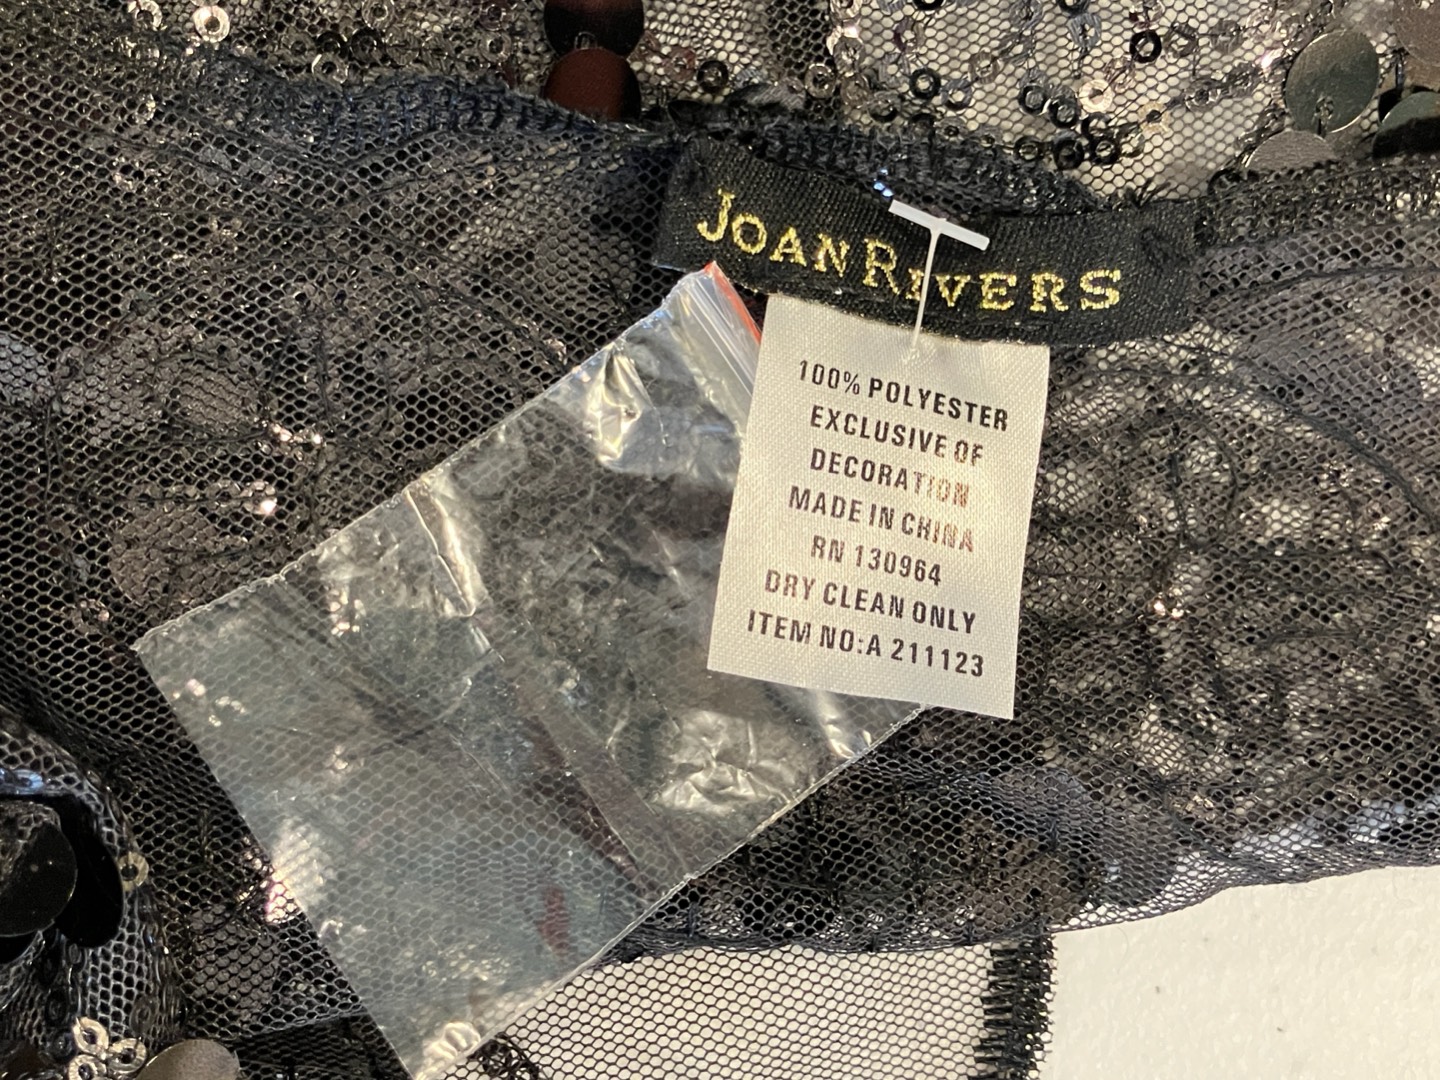 JOAN RIVERS
100% POLYESTER
EXCLUSIVE OF
DECORATION
MADE IN CHINA
RN 130964
DRY CLEAN ONLY
ITEM NO:A 211123